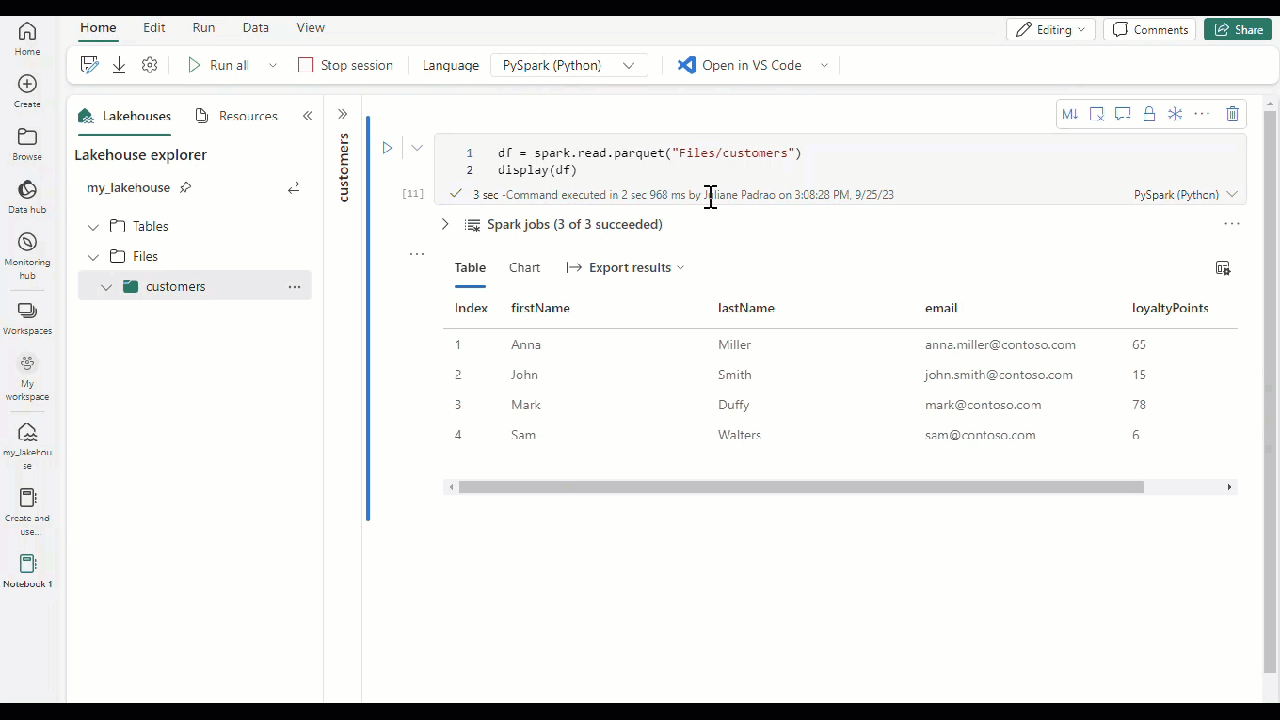 Home Edit Run Data View
Editing Comments Share
Run all Stop session Language PySpark (Python) Open in VS Code
Home
Create
Browse
Data hub
Monitoring
hub
Workspaces
My
workspace
my_lakehou
se
Create and
use...
Notebook 1
Lakehouses Resources
Lakehouse explorer
my_lakehouse
Tables
Files
customers ...
customers
M↓ ...
1 df = spark.read.parquet("Files/customers")
2 display(df)
[11] 3 sec -Command executed in 2 sec 968 ms by Juliane Padrao on 3:08:28 PM, 9/25/23 PySpark (Python)
Spark jobs (3 of 3 succeeded) ...
...
Table Chart Export results
Index firstName lastName email loyaltyPoints
1 Anna Miller anna.miller@contoso.com 65
2 John Smith john.smith@contoso.com 15
3 Mark Duffy mark@contoso.com 78
4 Sam Walters sam@contoso.com 6